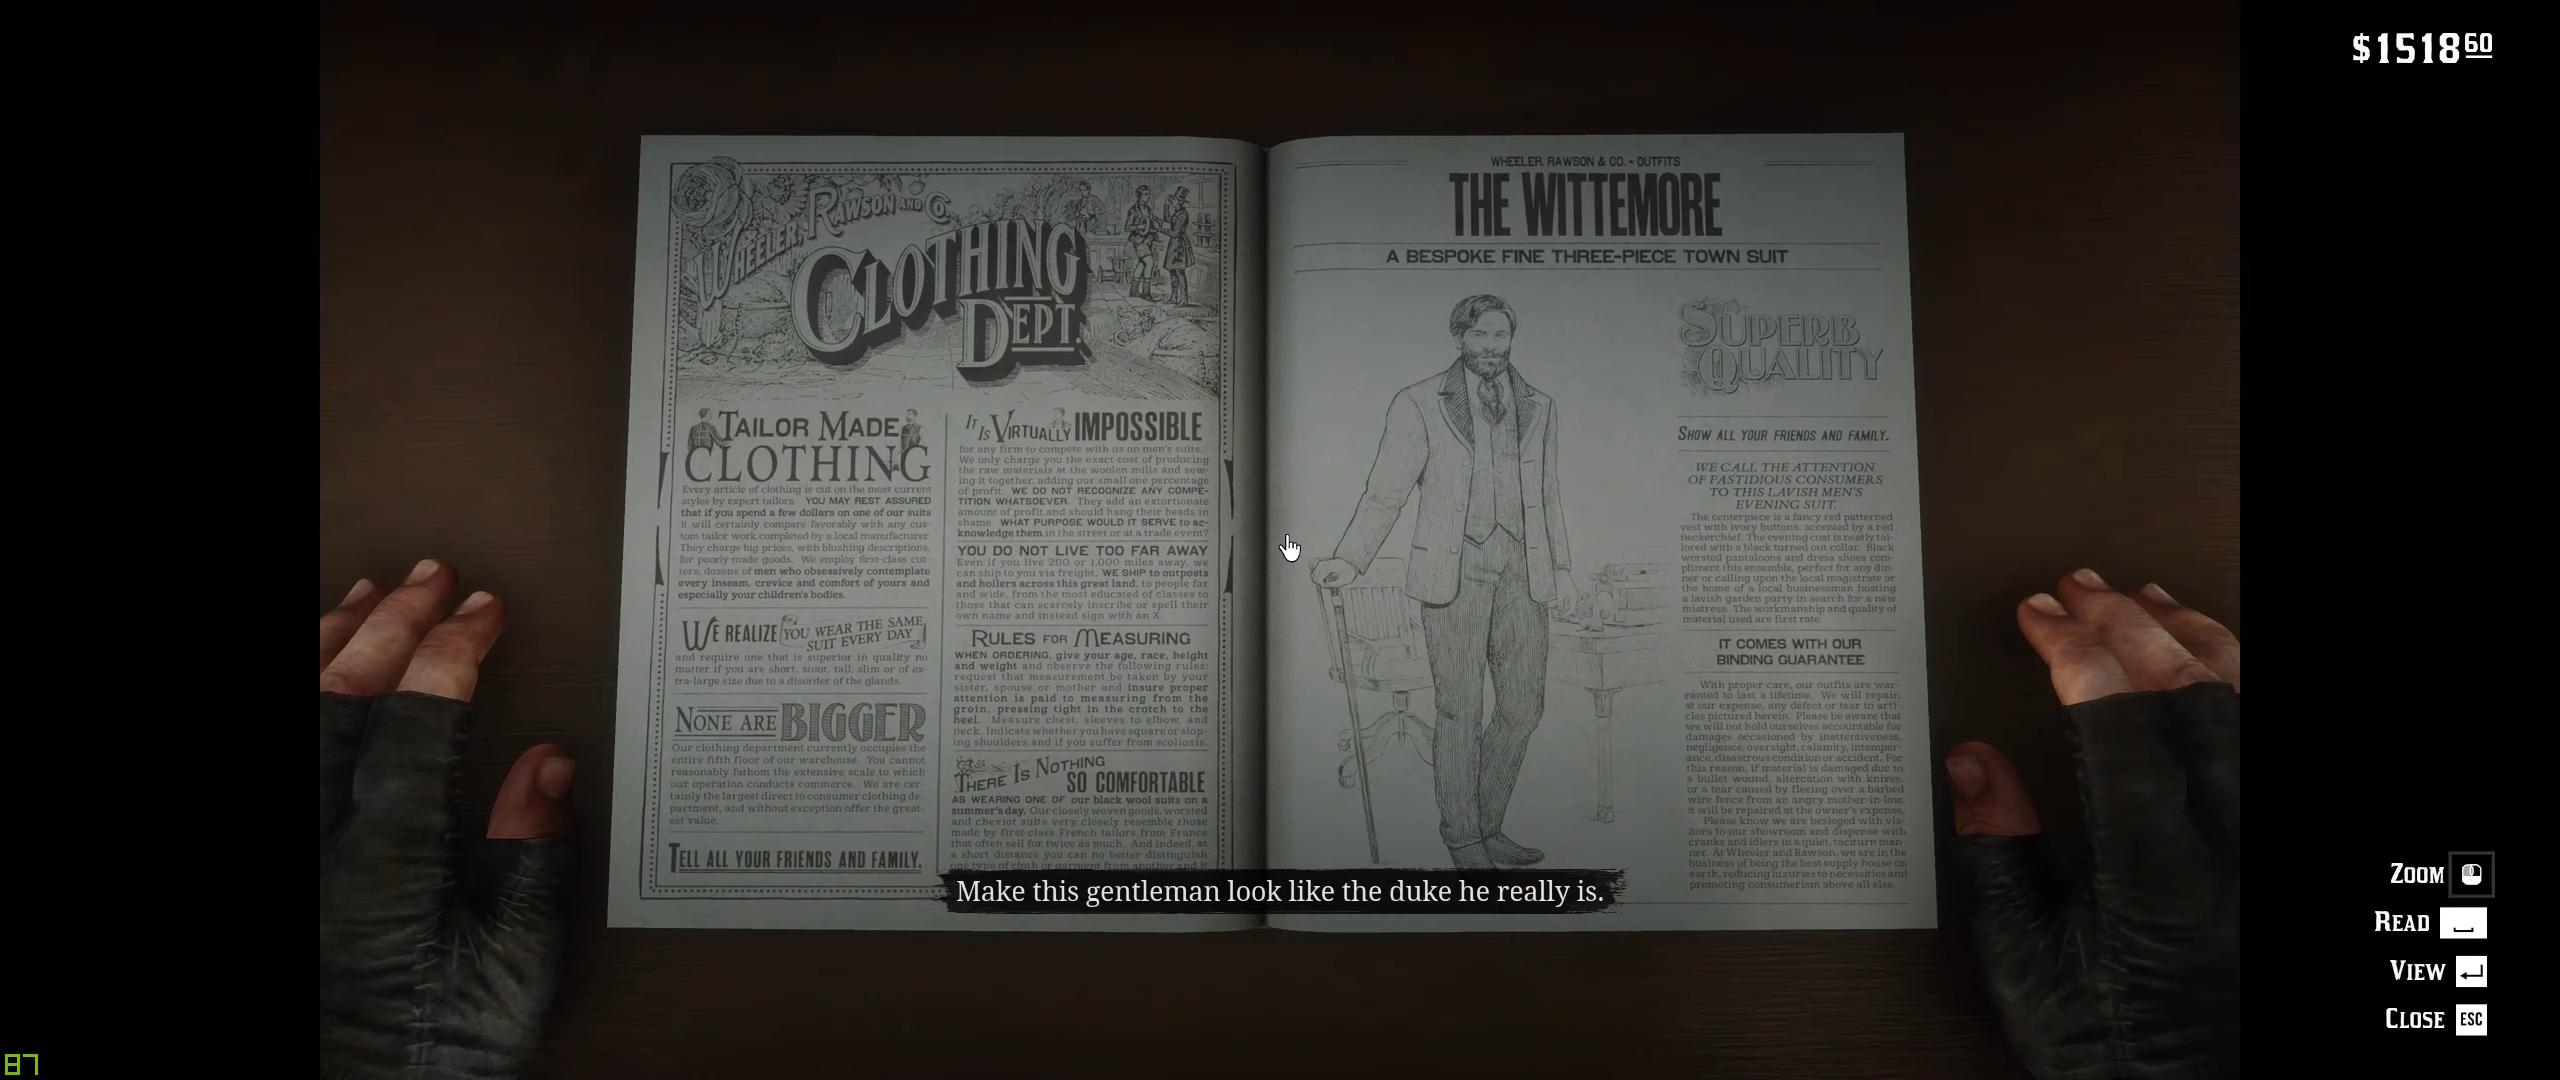 $1518 60
WHEELER, RAWSON AND CO.
CLOTHING
DEPT.
TAILOR MADE
CLOTHING
Every article of clothing is cut on the most current
styles by expert tailors. YOU MAY REST ASSURED
that if you spend a few dollars on one of our suits
it will certainly compare favorably with any cus-
tom tailor work completed by a local manufacturer.
They charge big prices, with blushing descriptions,
for poorly-made goods. We employ first-class cut-
ters, dozens of men who obsessively contemplate
every inseam, crevice and comfort of yours and
especially your children's bodies.
WE REALIZE YOU WEAR THE SAME
SUIT EVERY DAY
and require one that is superior in quality no
matter if you are short, stout, tall, slim or of ex-
tra-large size due to a disorder of the glands.
NONE ARE BIGGER
Our clothing department currently occupies the
entire fifth floor of our warehouse. You cannot
reasonably fathom the extensive scale to which
our operation conducts commerce. We are cer-
tainly the largest direct to consumer clothing de-
partment, and without exception offer the great-
est value.
TELL ALL YOUR FRIENDS AND FAMILY.
IT IS VIRTUALLY IMPOSSIBLE
for any firm to compete with us on men's suits.
We only charge you the exact cost of producing
the raw materials at the woolen mills and sew-
ing it together, adding our small one percentage
of profit. WE DO NOT RECOGNIZE ANY COMPE-
TITION WHATSOEVER. They add an extortionate
amount of profit and should hang their heads in
shame. WHAT PURPOSE WOULD IT SERVE to ac-
knowledge them in the street or at a trade event?
YOU DO NOT LIVE TOO FAR AWAY
Even if you live 200 or 1,000 miles away, we
can ship to you via freight. WE SHIP to outposts
and hollers across this great land, to people far
and wide, from the most educated of classes to
those that can scarcely inscribe or spell their
own name and instead sign with an X.
RULES FOR MEASURING
WHEN ORDERING, give your age, race, height
and weight and observe the following rules:
request that measurement be taken by your
sister, spouse or mother and insure proper
attention is paid to measuring from the
groin, pressing tight in the crotch to the
heel. Measure chest, sleeves to elbow, and
neck. Indicate whether you have square or slop-
ing shoulders and if you suffer from scoliosis.
THERE IS NOTHING
SO COMFORTABLE
AS WEARING ONE OF our black wool suits on a
summer's day. Our closely woven goods, worsted
and cheviot suits very closely resemble those
made by first-class French tailors from France
that often sell for twice as much. And indeed, at
a short distance you can no better distinguish
one type of cloth or garment from another and it
WHEELER, RAWSON & CO. - OUTFITS
THE WITTEMORE
A BESPOKE FINE THREE-PIECE TOWN SUIT
SUPERB
QUALITY
SHOW ALL YOUR FRIENDS AND FAMILY.
WE CALL THE ATTENTION
OF FASTIDIOUS CONSUMERS
TO THIS LAVISH MEN'S
EVENING SUIT.
The centerpiece is a fancy red patterned
vest with ivory buttons, accented by a red
neckerchief. The evening coat is neatly tai-
lored with a black turned out collar. Black
worsted pantaloons and dress shoes com-
pliment this ensemble, perfect for any din-
ner or calling upon the local magistrate or
the home of a local businessman hosting
a lavish garden party in search for a new
mistress. The workmanship and quality of
material used are first rate.
IT COMES WITH OUR
BINDING GUARANTEE
With proper care, our outfits are war-
ranted to last a lifetime. We will repair,
at our expense, any defect or tear to arti-
cles pictured herein. Please be aware that
we will not hold ourselves accountable for
damages occasioned by inattentiveness,
negligence, oversight, calamity, intemper-
ance, disastrous condition or accident. For
this reason, if material is damaged due to
a bullet wound, altercation with knives,
or a tear caused by fleeing over a barbed
wire fence from an angry mother-in-law,
it will be repaired at the owner's expense.
Please know we are besieged with vis-
itors to our showroom and dispense with
cranks and idlers in a quiet, taciturn man-
ner. At Wheeler and Rawson, we are in the
business of being the best supply house on
earth, reducing luxuries to necessities and
promoting consumerism above all else.
Make this gentleman look like the duke he really is.
ZOOM
READ
VIEW
CLOSE ESC
87